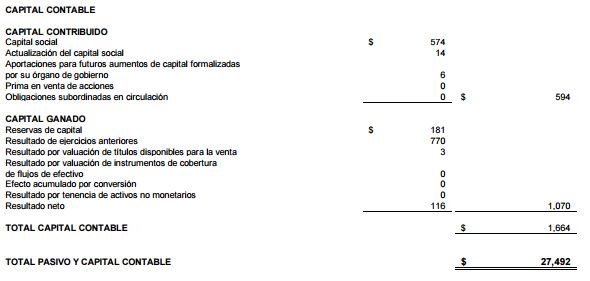 CAPITAL CONTABLE
CAPITAL CONTRIBUIDO
Capital social $ 574
Actualización del capital social 14
Aportaciones para futuros aumentos de capital formalizadas
por su órgano de gobierno 6
Prima en venta de acciones 0
Obligaciones subordinadas en circulación 0 $ 594
CAPITAL GANADO
Reservas de capital $ 181
Resultado de ejercicios anteriores 770
Resultado por valuación de títulos disponibles para la venta 3
Resultado por valuación de instrumentos de cobertura
de flujos de efectivo 0
Efecto acumulado por conversión 0
Resultado por tenencia de activos no monetarios 0
Resultado neto 116 1,070
TOTAL CAPITAL CONTABLE $ 1,664
TOTAL PASIVO Y CAPITAL CONTABLE $ 27,492